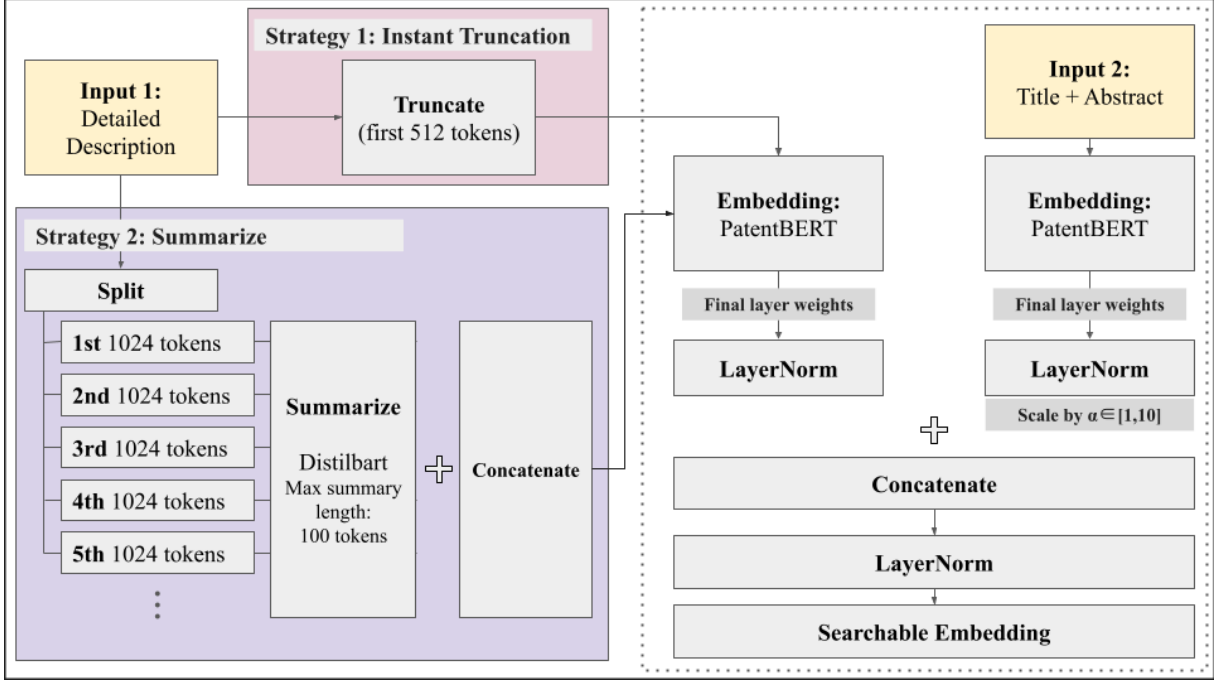 Strategy 1: Instant Truncation
Input 1:
Detailed
Description
Truncate
(first 512 tokens)
Strategy 2: Summarize
Split
1st 1024 tokens
2nd 1024 tokens
3rd 1024 tokens
4th 1024 tokens
5th 1024 tokens
Summarize
Distilbart
Max summary
length:
100 tokens
Concatenate
Input 2:
Title + Abstract
Embedding:
PatentBERT
Embedding:
PatentBERT
Final layer weights
Final layer weights
LayerNorm
LayerNorm
Scale by α∈[1,10]
Concatenate
LayerNorm
Searchable Embedding